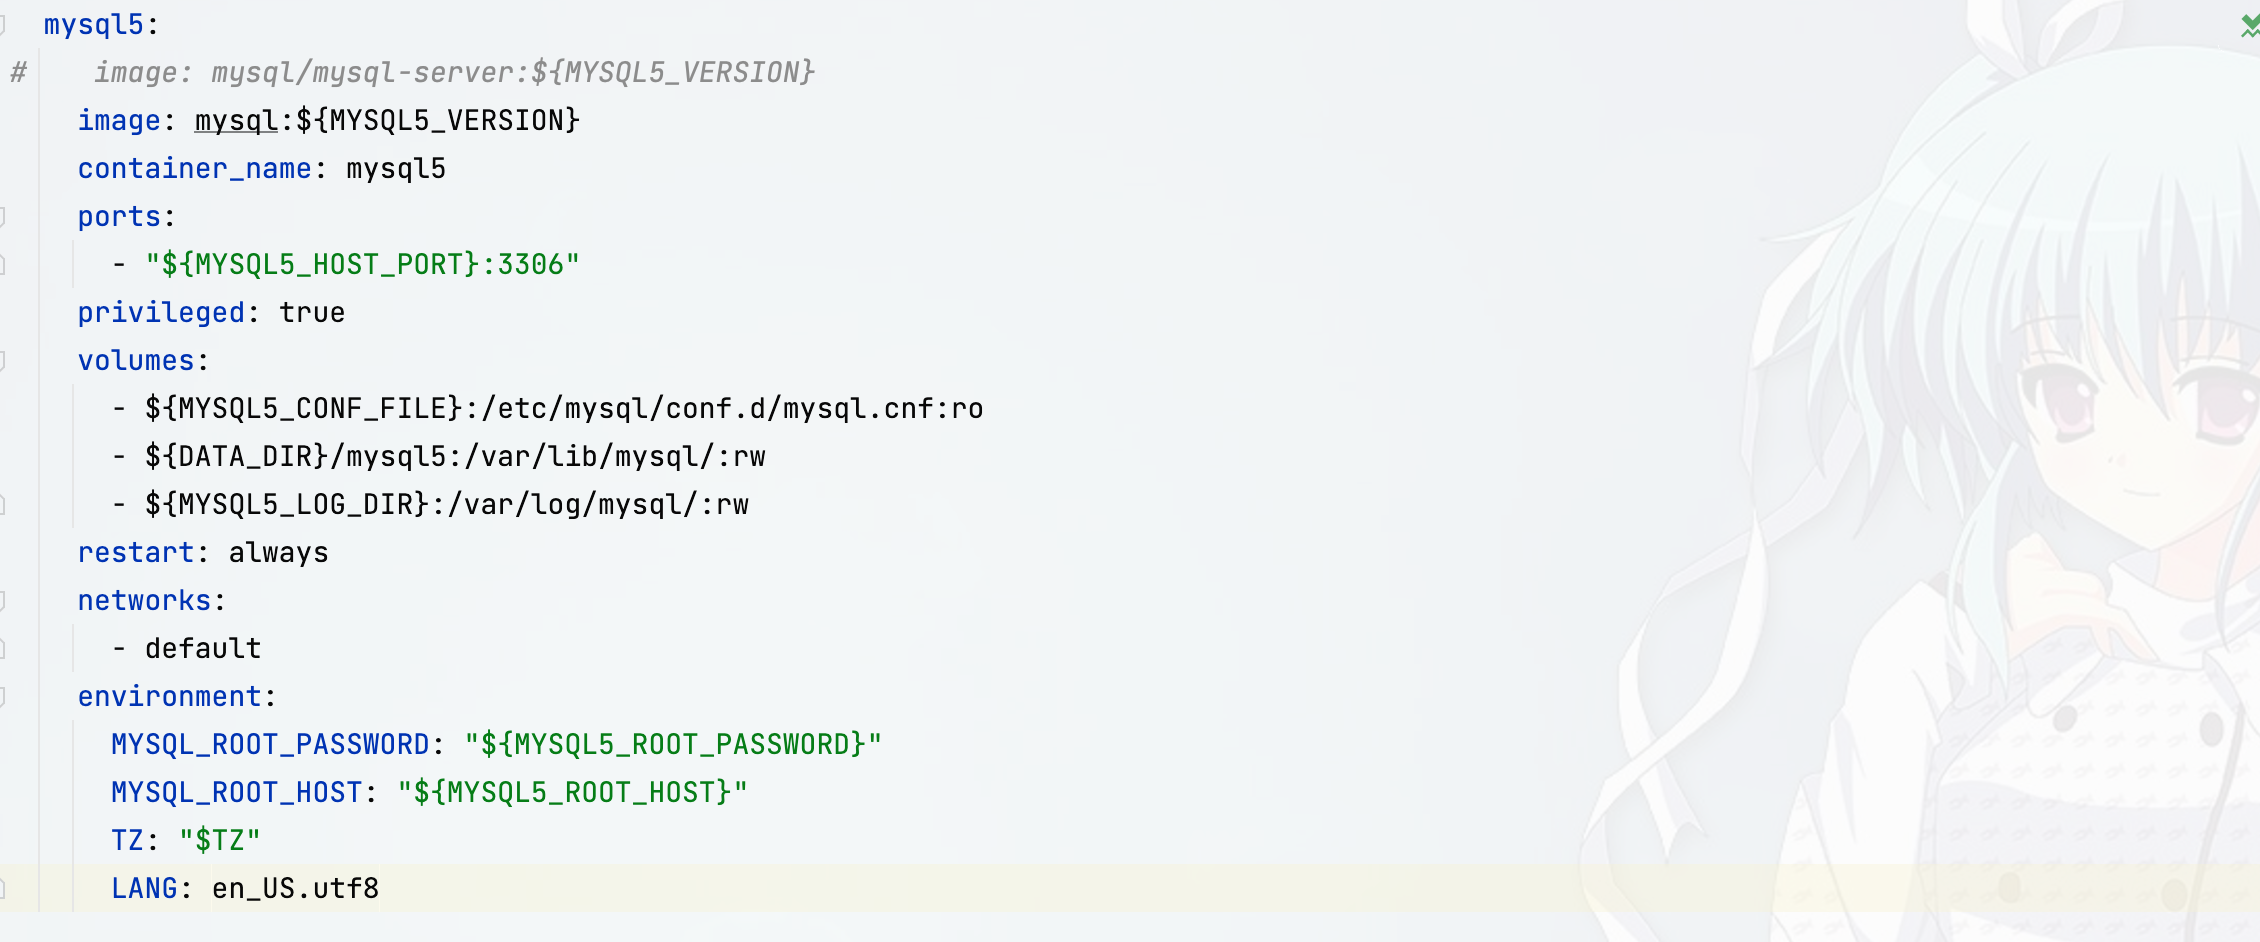 mysql5:
#    image: mysql/mysql-server:${MYSQL5_VERSION}
  image: mysql:${MYSQL5_VERSION}
  container_name: mysql5
  ports:
    - "${MYSQL5_HOST_PORT}:3306"
  privileged: true
  volumes:
    - ${MYSQL5_CONF_FILE}:/etc/mysql/conf.d/mysql.cnf:ro
    - ${DATA_DIR}/mysql5:/var/lib/mysql/:rw
    - ${MYSQL5_LOG_DIR}:/var/log/mysql/:rw
  restart: always
  networks:
    - default
  environment:
    MYSQL_ROOT_PASSWORD: "${MYSQL5_ROOT_PASSWORD}"
    MYSQL_ROOT_HOST: "${MYSQL5_ROOT_HOST}"
    TZ: "$TZ"
    LANG: en_US.utf8